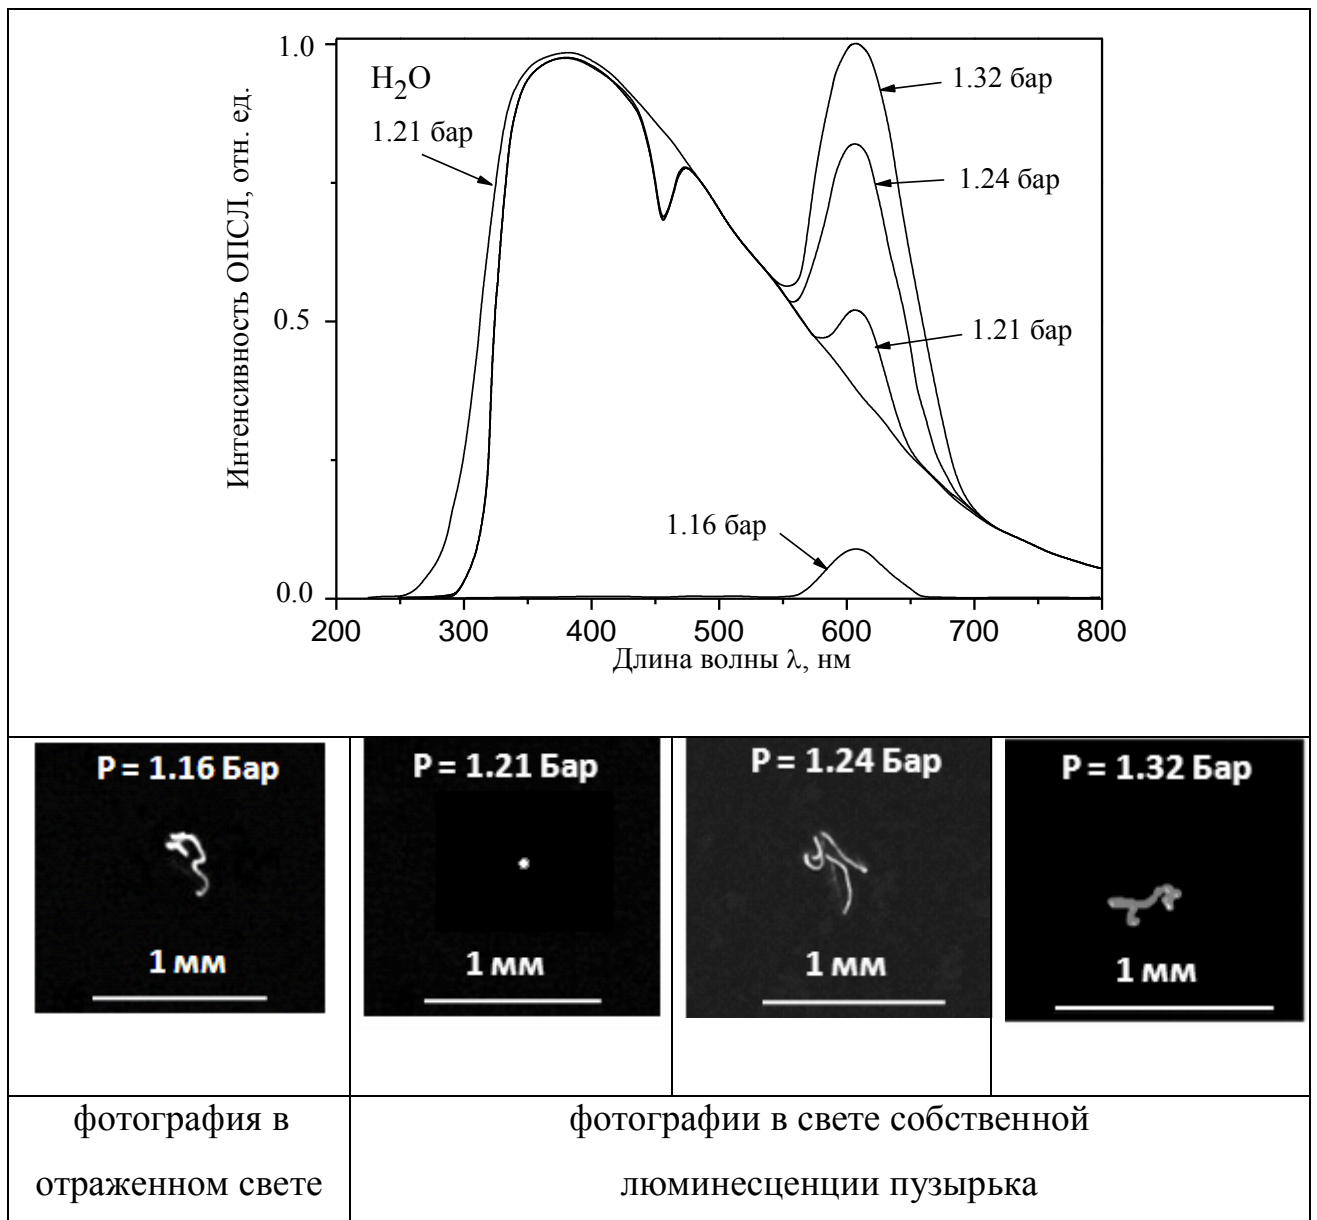 Интенсивность ОПСЛ, отн. ед.
1.0
0.5
0.0
H2O
1.21 бар
1.32 бар
1.24 бар
1.21 бар
1.16 бар
200 300 400 500 600 700 800
Длина волны λ, нм
P = 1.16 Бар
1 мм
P = 1.21 Бар
1 мм
P = 1.24 Бар
1 мм
P = 1.32 Бар
1 мм
фотография в
отраженном свете
фотографии в свете собственной
люминесценции пузырька